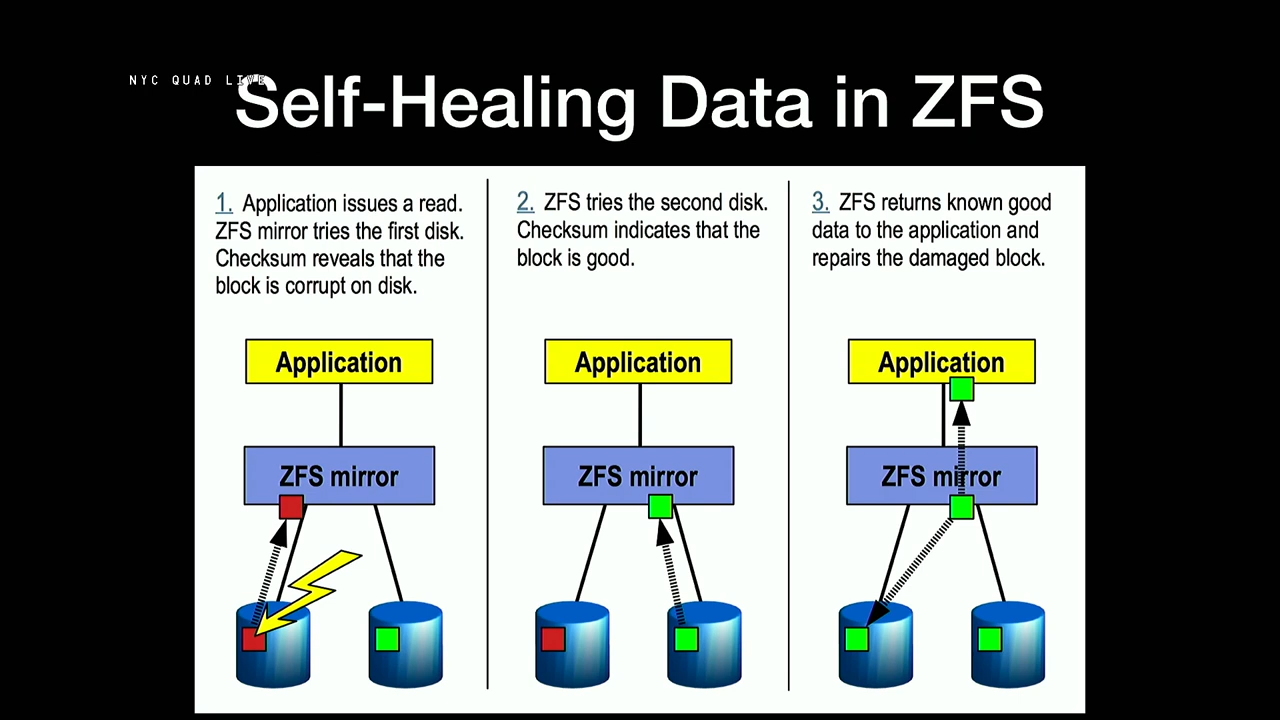 NYC QUAD LIVE
Self-Healing Data in ZFS
1. Application issues a read.
ZFS mirror tries the first disk.
Checksum reveals that the
block is corrupt on disk.
2. ZFS tries the second disk.
Checksum indicates that the
block is good.
3. ZFS returns known good
data to the application and
repairs the damaged block.
Application
ZFS mirror
Application
ZFS mirror
Application
ZFS mirror